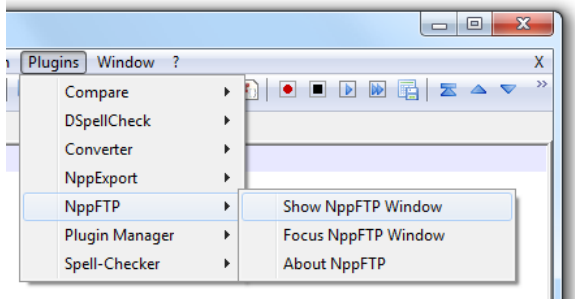 Plugins Window ? X
Compare
DSpellCheck
Converter
NppExport
NppFTP
Show NppFTP Window
Plugin Manager
Focus NppFTP Window
Spell-Checker
About NppFTP